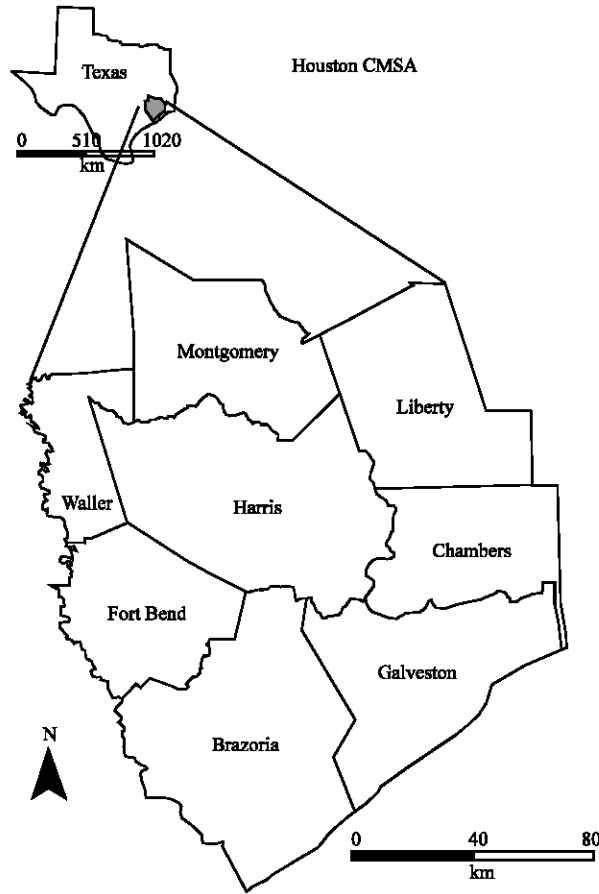 Texas
Houston CMSA
0 510 1020
km
Montgomery
Liberty
Waller
Harris
Chambers
Fort Bend
Galveston
N
Brazoria
0 40 80
km